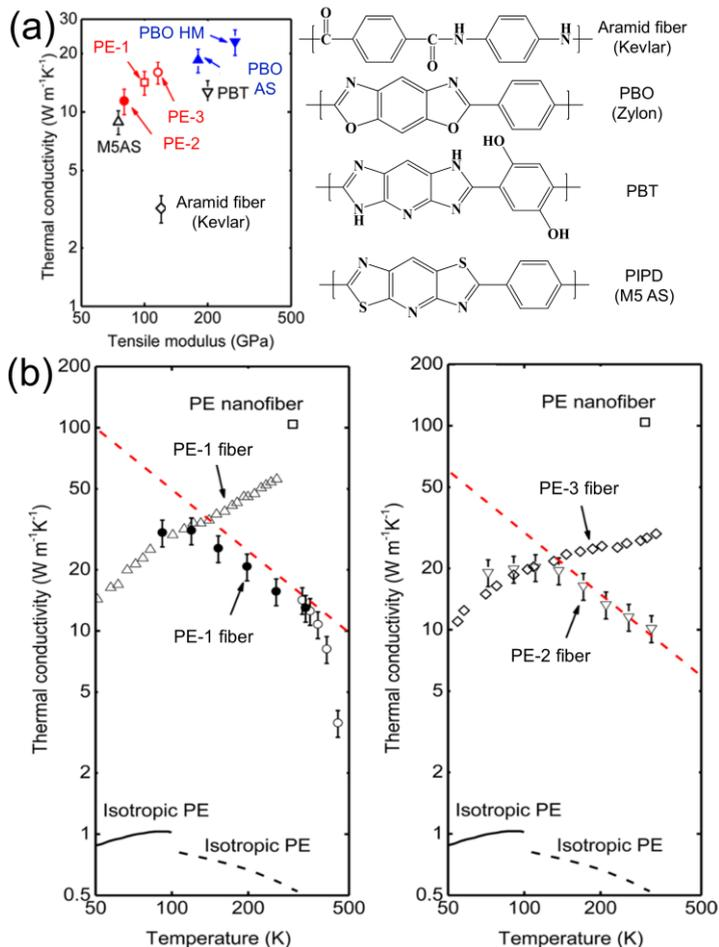 (a)
Thermal conductivity (W m⁻¹K⁻¹)
30
20
10
5
2
1
PBO HM
PE-1
PBO
AS
PBT
PE-3
M5AS
PE-2
Aramid fiber
(Kevlar)
50
100
200
500
Tensile modulus (GPa)
O
C
C
O
N
H
H
N
Aramid fiber
(Kevlar)
N
N
O
O
PBO
(Zylon)
HO
H
N
N
N
H
N
N
OH
PBT
N
S
S
N
N
PIPD
(M5 AS)
(b)
Thermal conductivity (W m⁻¹K⁻¹)
200
100
50
20
10
5
2
1
0.5
PE nanofiber
PE-1 fiber
PE-1 fiber
Isotropic PE
Isotropic PE
50
100
200
500
Temperature (K)
Thermal conductivity (W m⁻¹K⁻¹)
200
100
50
20
10
5
2
1
0.5
PE nanofiber
PE-3 fiber
PE-2 fiber
Isotropic PE
Isotropic PE
50
100
200
500
Temperature (K)